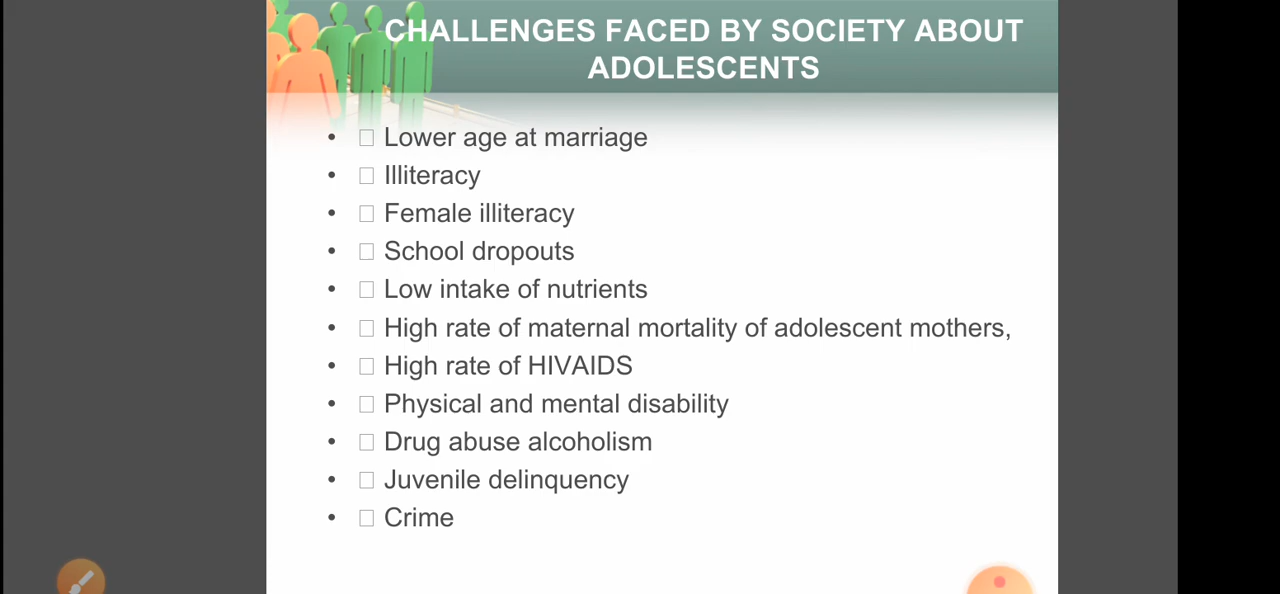 CHALLENGES FACED BY SOCIETY ABOUT
ADOLESCENTS
• □ Lower age at marriage
• □ Illiteracy
• □ Female illiteracy
• □ School dropouts
• □ Low intake of nutrients
• □ High rate of maternal mortality of adolescent mothers,
• □ High rate of HIVAIDS
• □ Physical and mental disability
• □ Drug abuse alcoholism
• □ Juvenile delinquency
• □ Crime